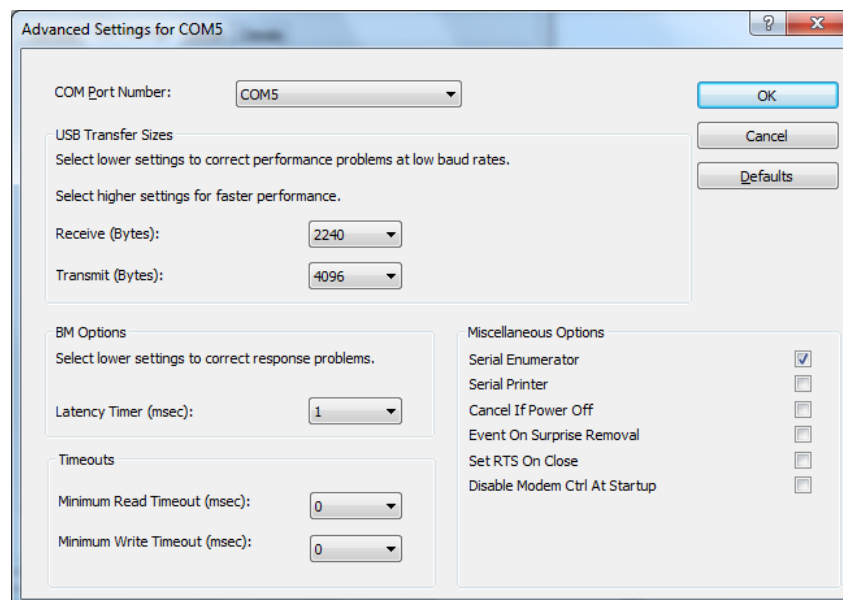 Advanced Settings for COM5
COM Port Number:
COM5
OK
Cancel
Defaults
USB Transfer Sizes
Select lower settings to correct performance problems at low baud rates.
Select higher settings for faster performance.
Receive (Bytes):
2240
Transmit (Bytes):
4096
BM Options
Select lower settings to correct response problems.
Latency Timer (msec):
1
Timeouts
Minimum Read Timeout (msec):
0
Minimum Write Timeout (msec):
0
Miscellaneous Options
Serial Enumerator
Serial Printer
Cancel If Power Off
Event On Surprise Removal
Set RTS On Close
Disable Modem Ctrl At Startup